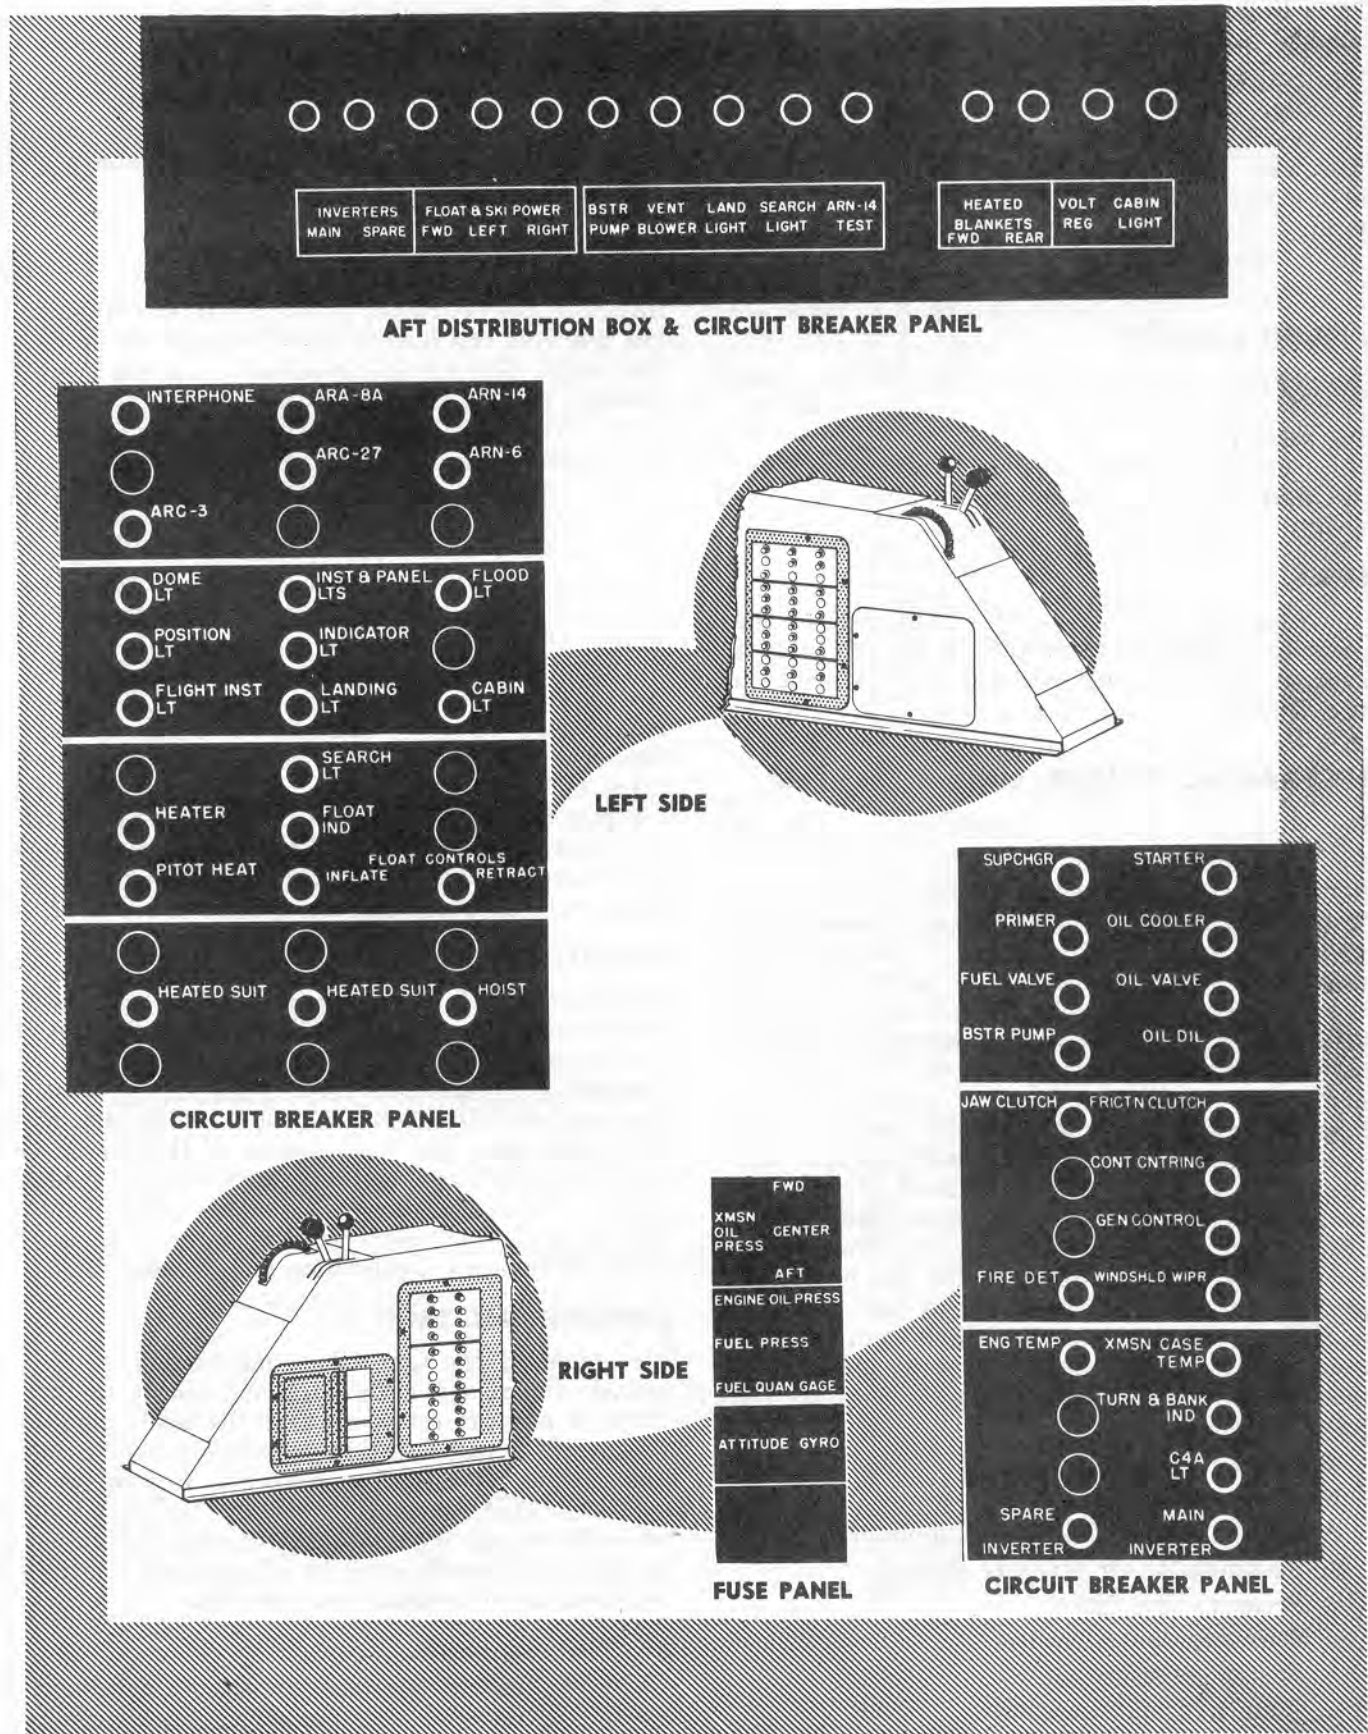 INVERTERS
MAIN SPARE
FLOAT & SKI POWER
FWD LEFT RIGHT
BSTR VENT LAND SEARCH ARN-14
PUMP BLOWER LIGHT LIGHT TEST
HEATED
BLANKETS
FWD REAR
VOLT CABIN
REG LIGHT
AFT DISTRIBUTION BOX & CIRCUIT BREAKER PANEL
INTERPHONE ARA-8A ARN-14
ARC-27 ARN-6
ARC-3
DOME INST & PANEL FLOOD
LT LTS LT
POSITION INDICATOR
LT LT
FLIGHT INST LANDING CABIN
LT LT LT
SEARCH
LT
HEATER FLOAT
IND
FLOAT CONTROLS
PITOT HEAT INFLATE RETRACT
HEATED SUIT HEATED SUIT HOIST
CIRCUIT BREAKER PANEL
LEFT SIDE
RIGHT SIDE
FWD
XMSN
OIL CENTER
PRESS
AFT
ENGINE OIL PRESS
FUEL PRESS
FUEL QUAN GAGE
ATTITUDE GYRO
FUSE PANEL
SUPCHGR STARTER
PRIMER OIL COOLER
FUEL VALVE OIL VALVE
BSTR PUMP OIL DIL
JAW CLUTCH FRICTN CLUTCH
CONT CNTRING
GEN CONTROL
FIRE DET WINDSHLD WIPR
ENG TEMP XMSN CASE
TEMP
TURN & BANK
IND
C4A
LT
SPARE MAIN
INVERTER INVERTER
CIRCUIT BREAKER PANEL